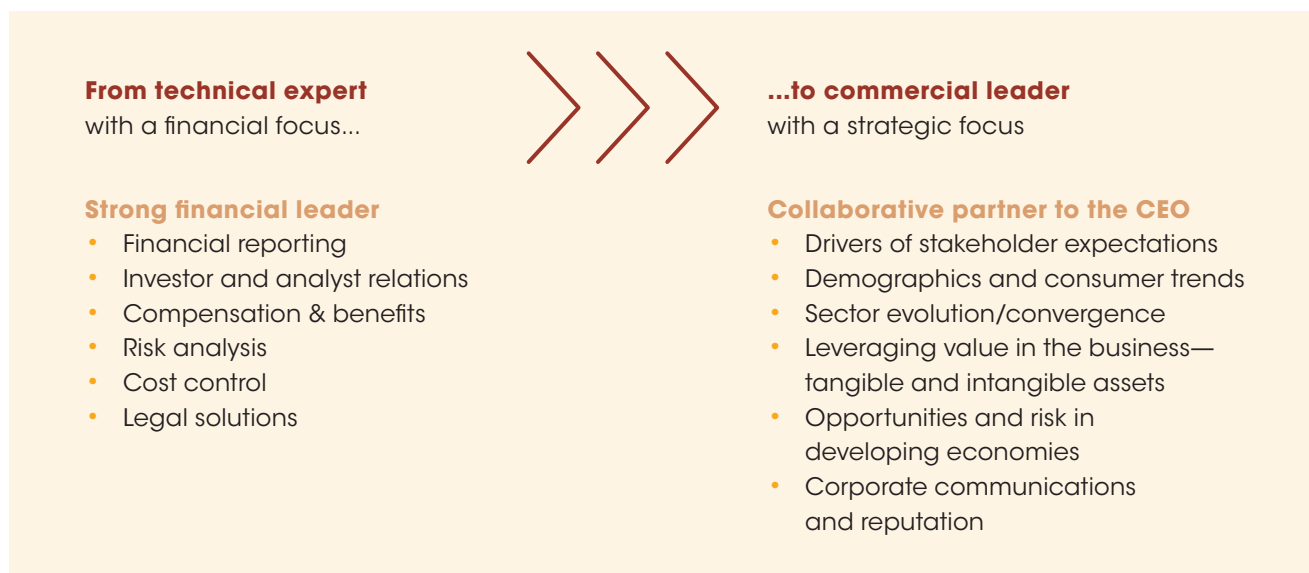 From technical expert
with a financial focus...
Strong financial leader
• Financial reporting
• Investor and analyst relations
• Compensation & benefits
• Risk analysis
• Cost control
• Legal solutions
...to commercial leader
with a strategic focus
Collaborative partner to the CEO
• Drivers of stakeholder expectations
• Demographics and consumer trends
• Sector evolution/convergence
• Leveraging value in the business—
tangible and intangible assets
• Opportunities and risk in
developing economies
• Corporate communications
and reputation